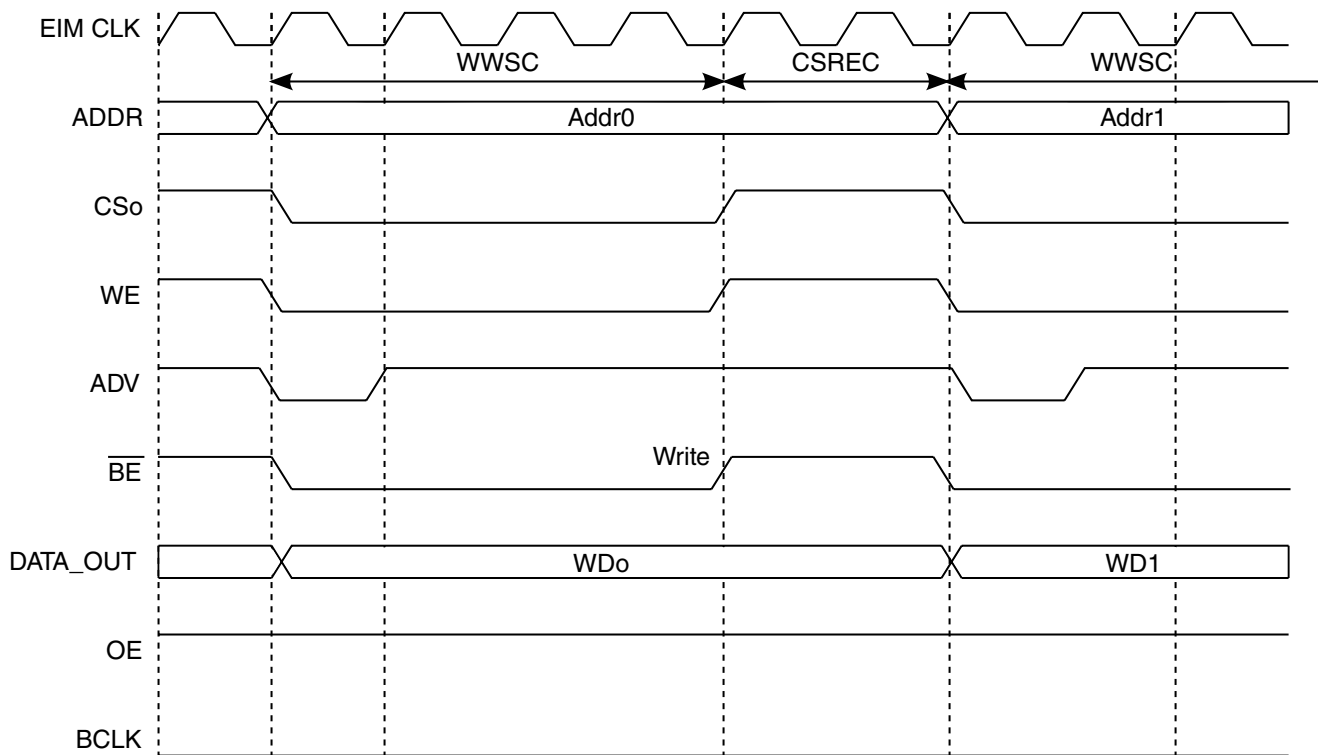 EIM CLK
WWSC CSREC WWSC
ADDR Addr0 Addr1
CSo
WE
ADV
BE Write
DATA_OUT WDo WD1
OE
BCLK